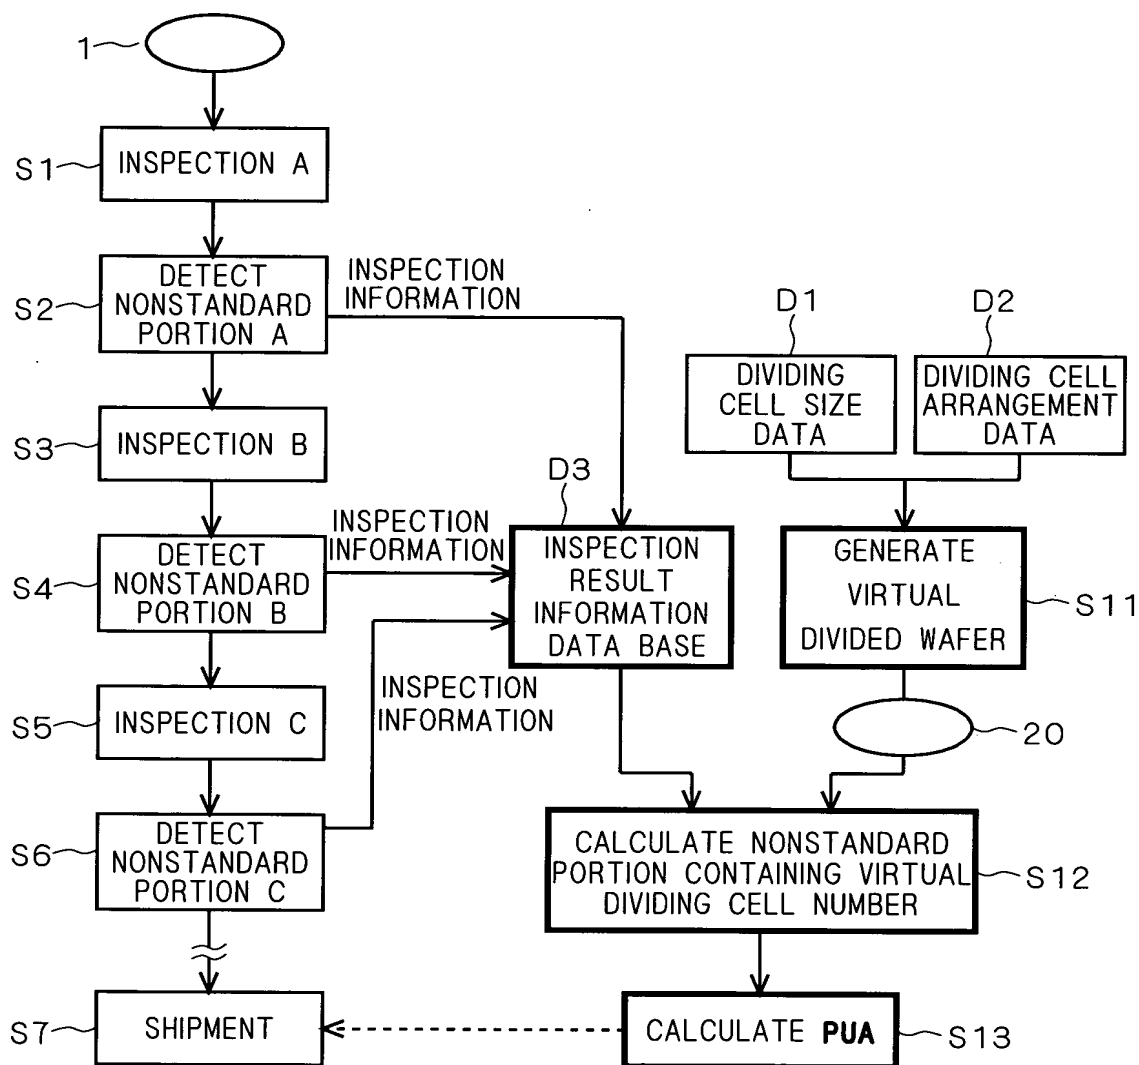 1
S1
INSPECTION A
S2
DETECT
NONSTANDARD
PORTION A
INSPECTION
INFORMATION
S3
INSPECTION B
S4
DETECT
NONSTANDARD
PORTION B
INSPECTION
INFORMATION
S5
INSPECTION C
S6
DETECT
NONSTANDARD
PORTION C
INSPECTION
INFORMATION
S7
SHIPMENT
D1
DIVIDING
CELL SIZE
DATA
D2
DIVIDING CELL
ARRANGEMENT
DATA
D3
INSPECTION
RESULT
INFORMATION
DATA BASE
GENERATE
VIRTUAL
DIVIDED WAFER
S11
20
CALCULATE NONSTANDARD
PORTION CONTAINING VIRTUAL
DIVIDING CELL NUMBER
S12
CALCULATE PUA
S13